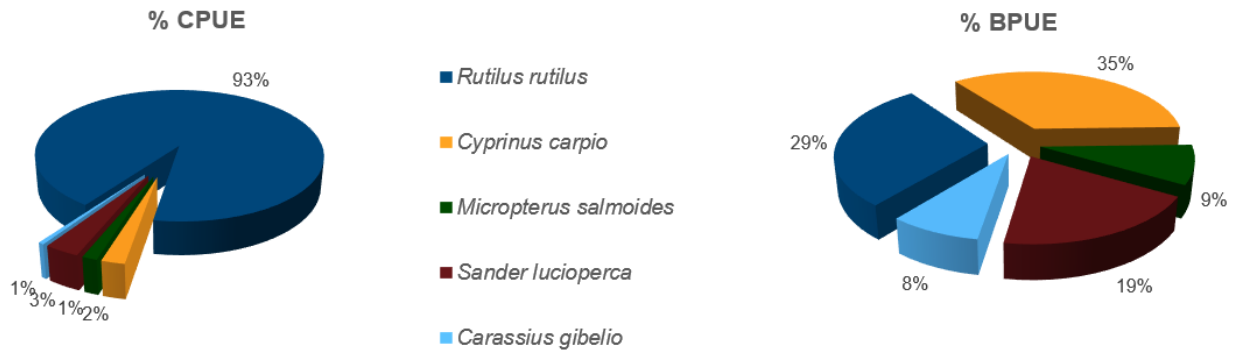 % CPUE
93%
1%
3%
1%
2%
Rutilus rutilus
Cyprinus carpio
Micropterus salmoides
Sander lucioperca
Carassius gibelio
% BPUE
35%
29%
9%
8%
19%